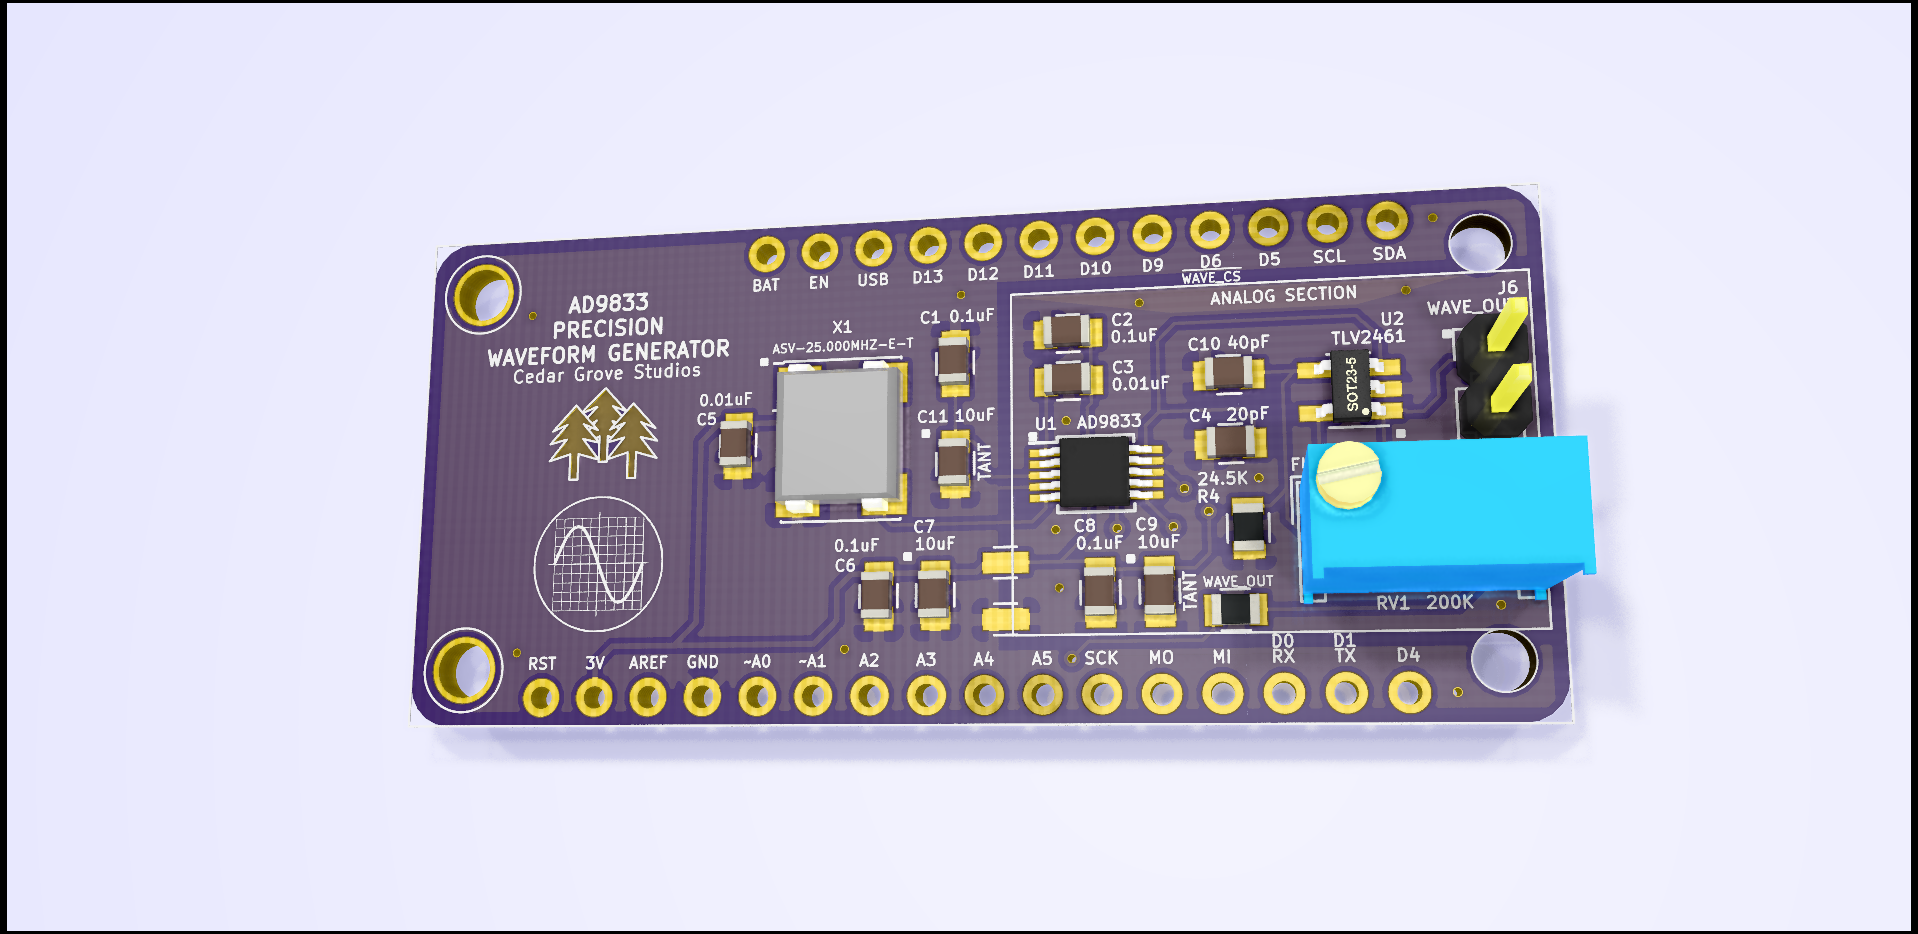 BAT EN USB D13 D12 D11 D10 D9 D6 D5 SCL SDA
WAVE_CS
AD9833
PRECISION
WAVEFORM GENERATOR
Cedar Grove Studios
X1
ASV-25.000MHZ-E-T
C1 0.1uF
0.01uF
C5
C11 10uF
TANT
0.1uF
C6
C7
10uF
ANALOG SECTION
C2
0.1uF
C3
0.01uF
U1 AD9833
C10 40pF
C4 20pF
24.5K
R4
U2
TLV2461
SOT23-5
J6
WAVE_OUT
C8
0.1uF
C9
10uF
TANT
WAVE_OUT
RV1 200K
RST 3V AREF GND ~A0 ~A1 A2 A3 A4 A5 SCK MO MI
D0
RX
D1
TX
D4